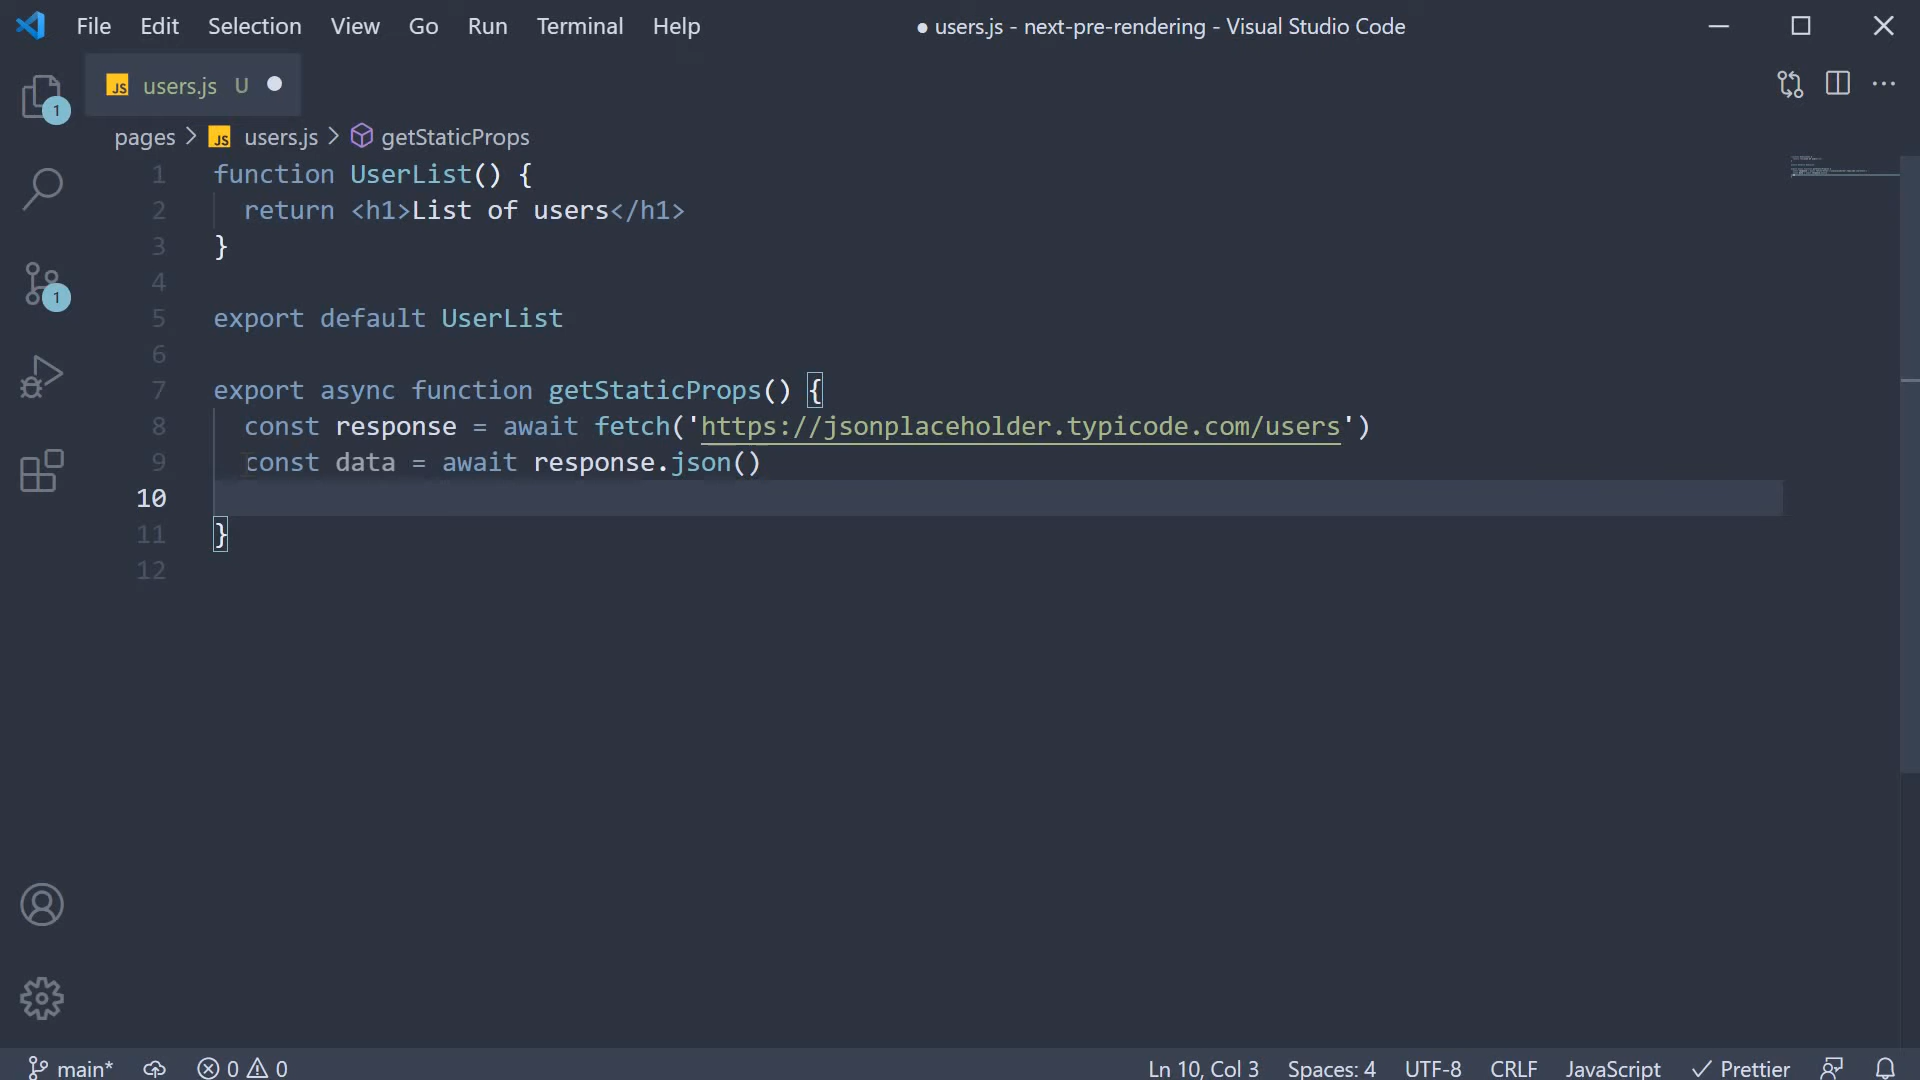 File Edit Selection View Go Run Terminal Help ● users.js - next-pre-rendering - Visual Studio Code
JS users.js U
pages > JS users.js > getStaticProps
1 function UserList() {
2 return <h1>List of users</h1>
3 }
4
5 export default UserList
6
7 export async function getStaticProps() {
8 const response = await fetch('https://jsonplaceholder.typicode.com/users')
9 const data = await response.json()
10
11 }
12
1
1
main* 0 0 Ln 10, Col 3 Spaces: 4 UTF-8 CRLF JavaScript Prettier